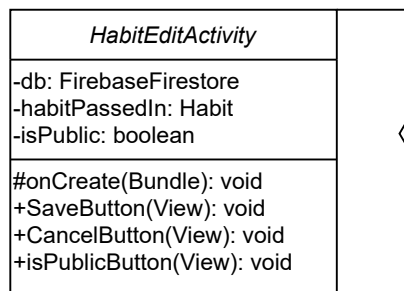 HabitEditActivity
-db: FirebaseFirestore
-habitPassedIn: Habit
-isPublic: boolean
#onCreate(Bundle): void
+SaveButton(View): void
+CancelButton(View): void
+isPublicButton(View): void